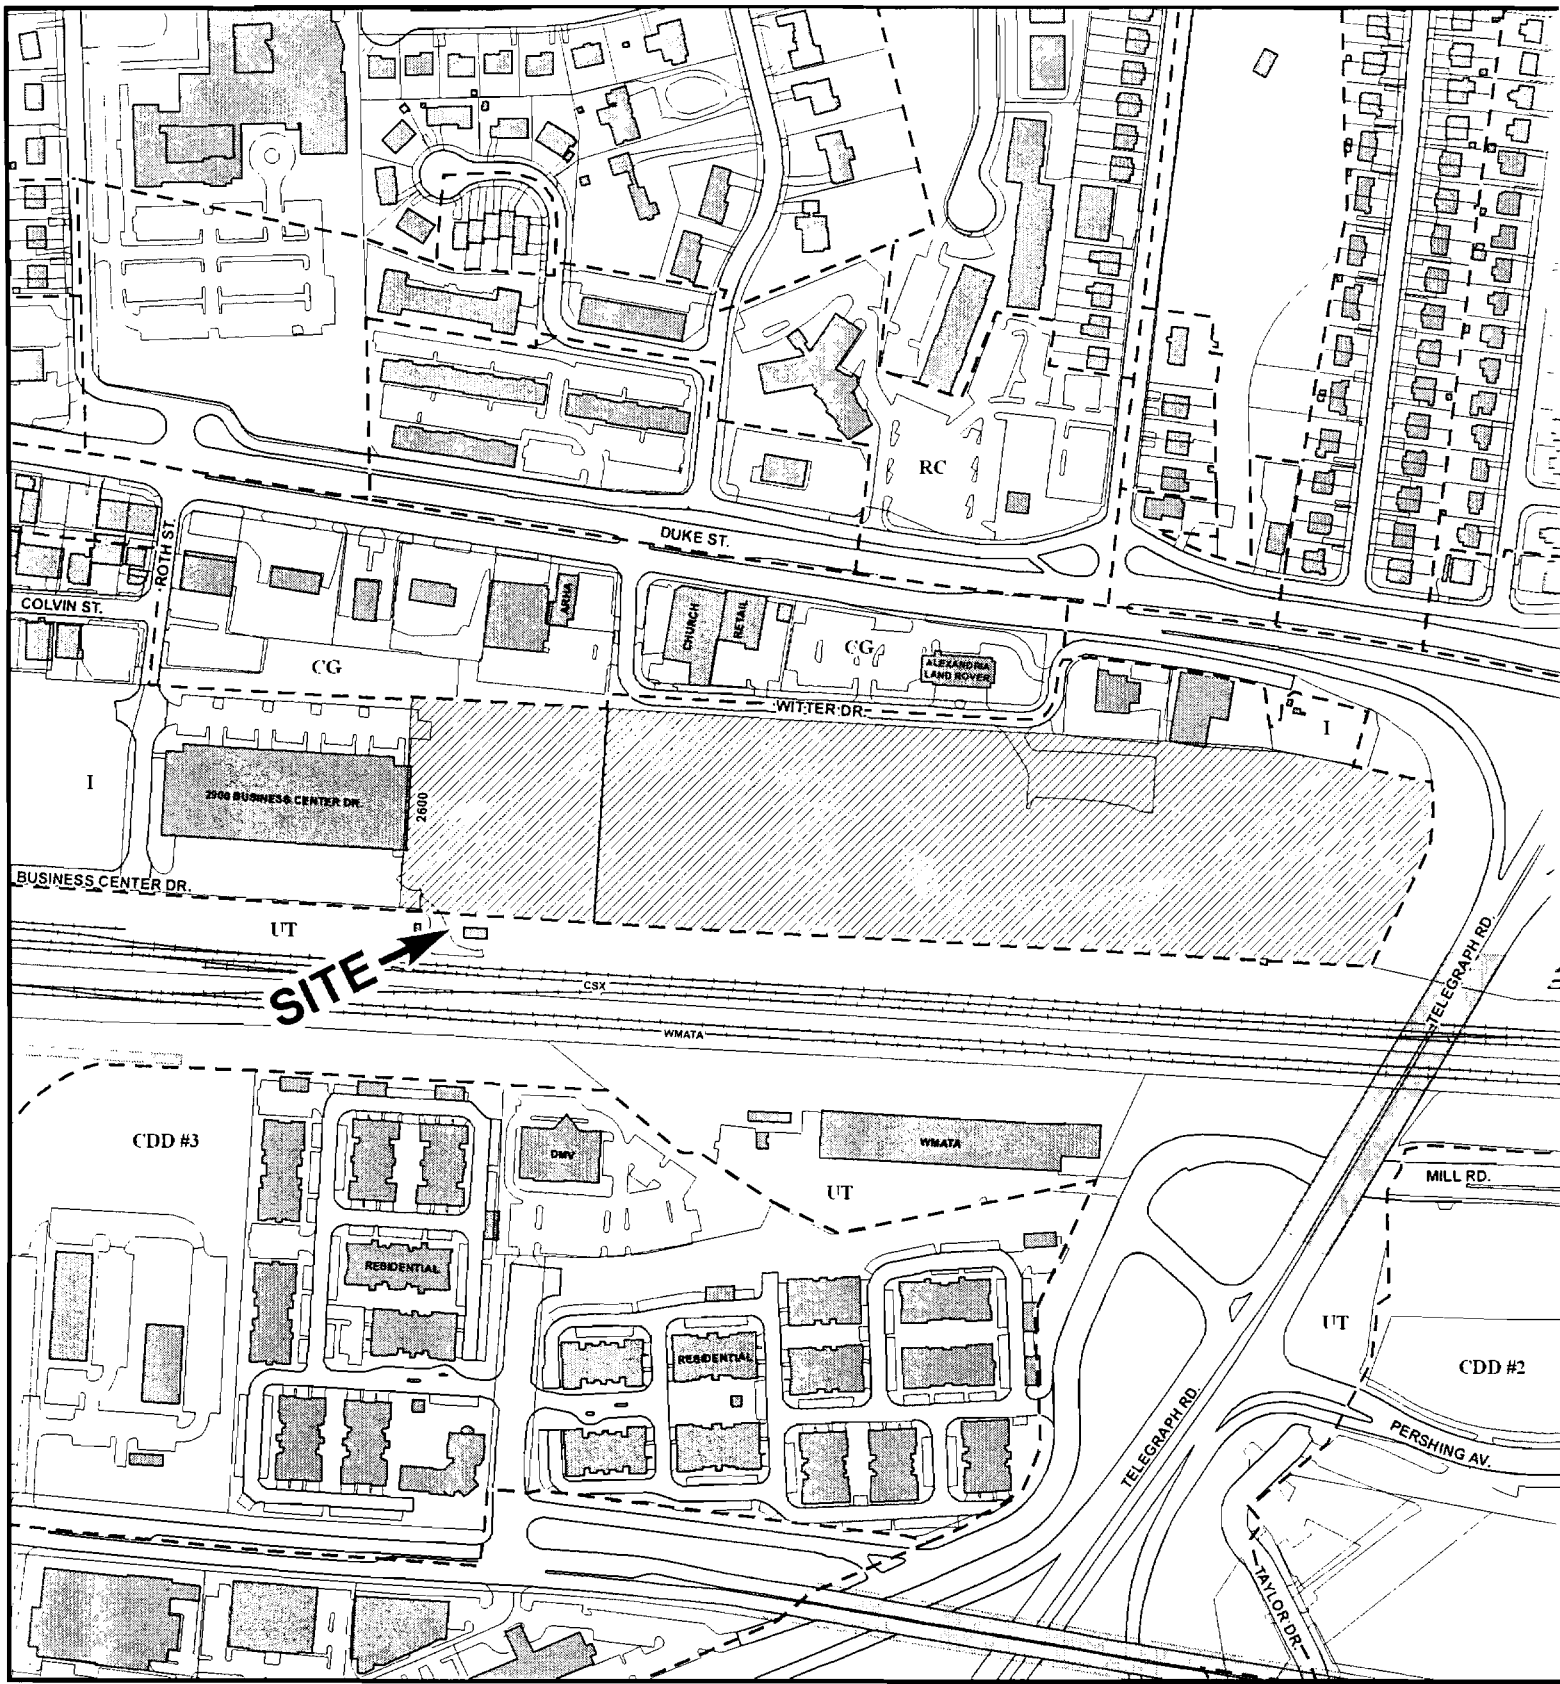 RC
DUKE ST.
ROTH ST.
ARHA
COLVIN ST.
CHURCH
RETAIL
CG
CG
ALEXANDRIA
LAND ROVER
WITTER DR.
I
I
2900 BUSINESS CENTER DR.
2600
BUSINESS CENTER DR.
UT
SITE
TELEGRAPH RD.
CSX
WMATA
CDD #3
DMV
WMATA
MILL RD.
UT
RESIDENTIAL
UT
RESIDENTIAL
CDD #2
TELEGRAPH RD.
PERSHING AV.
TAYLOR DR.